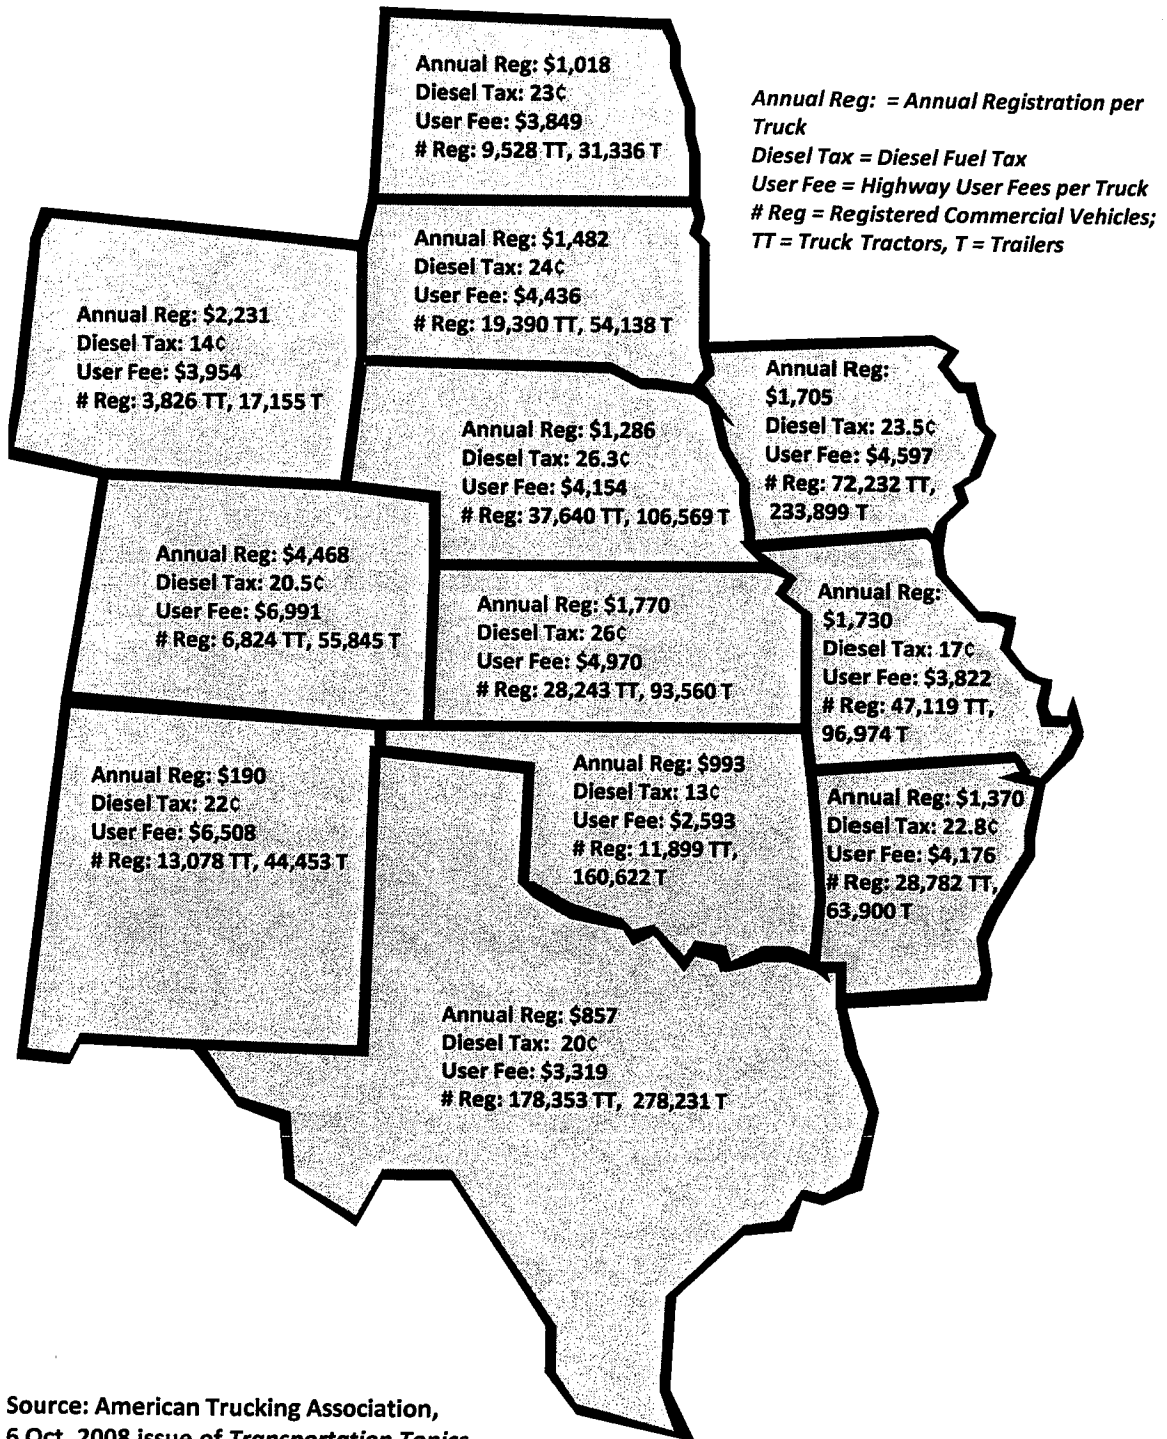 Annual Reg: $1,018
Diesel Tax: 23¢
User Fee: $3,849
# Reg: 9,528 TT, 31,336 T
Annual Reg: = Annual Registration per
Truck
Diesel Tax = Diesel Fuel Tax
User Fee = Highway User Fees per Truck
# Reg = Registered Commercial Vehicles;
TT = Truck Tractors, T = Trailers
Annual Reg: $1,482
Diesel Tax: 24¢
User Fee: $4,436
# Reg: 19,390 TT, 54,138 T
Annual Reg: $2,231
Diesel Tax: 14¢
User Fee: $3,954
# Reg: 3,826 TT, 17,155 T
Annual Reg:
$1,705
Diesel Tax: 23.5¢
User Fee: $4,597
# Reg: 72,232 TT,
233,899 T
Annual Reg: $1,286
Diesel Tax: 26.3¢
User Fee: $4,154
# Reg: 37,640 TT, 106,569 T
Annual Reg: $4,468
Diesel Tax: 20.5¢
User Fee: $6,991
# Reg: 6,824 TT, 55,845 T
Annual Reg: $1,770
Diesel Tax: 26¢
User Fee: $4,970
# Reg: 28,243 TT, 93,560 T
Annual Reg:
$1,730
Diesel Tax: 17¢
User Fee: $3,822
# Reg: 47,119 TT,
96,974 T
Annual Reg: $190
Diesel Tax: 22¢
User Fee: $6,508
# Reg: 13,078 TT, 44,453 T
Annual Reg: $993
Diesel Tax: 13¢
User Fee: $2,593
# Reg: 11,899 TT,
160,622 T
Annual Reg: $1,370
Diesel Tax: 22.8¢
User Fee: $4,176
# Reg: 28,782 TT,
63,900 T
Annual Reg: $857
Diesel Tax: 20¢
User Fee: $3,319
# Reg: 178,353 TT, 278,231 T
Source: American Trucking Association,
6 Oct. 2008 issue of Transportation Topics